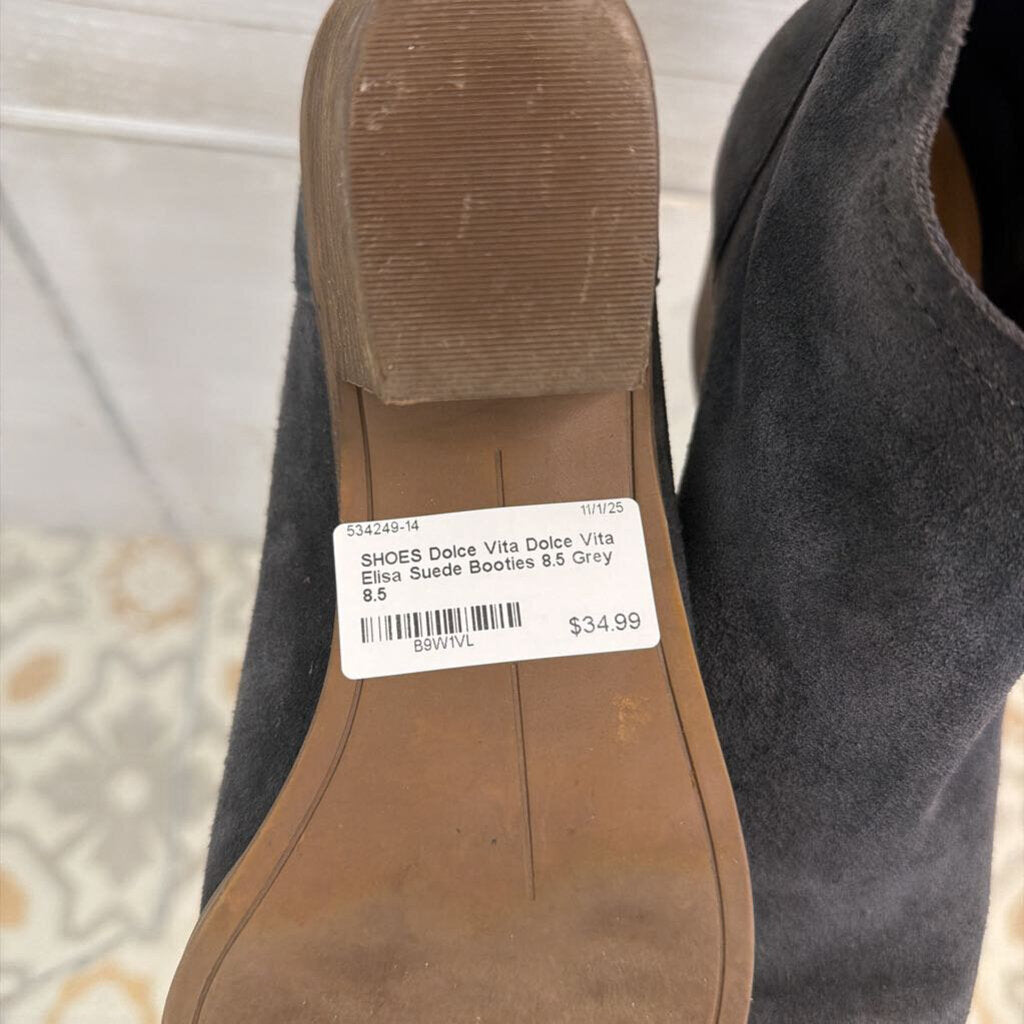 534249-14 11/1/25
SHOES Dolce Vita Dolce Vita
Elisa Suede Booties 8.5 Grey
8.5
$34.99
B9W1VL